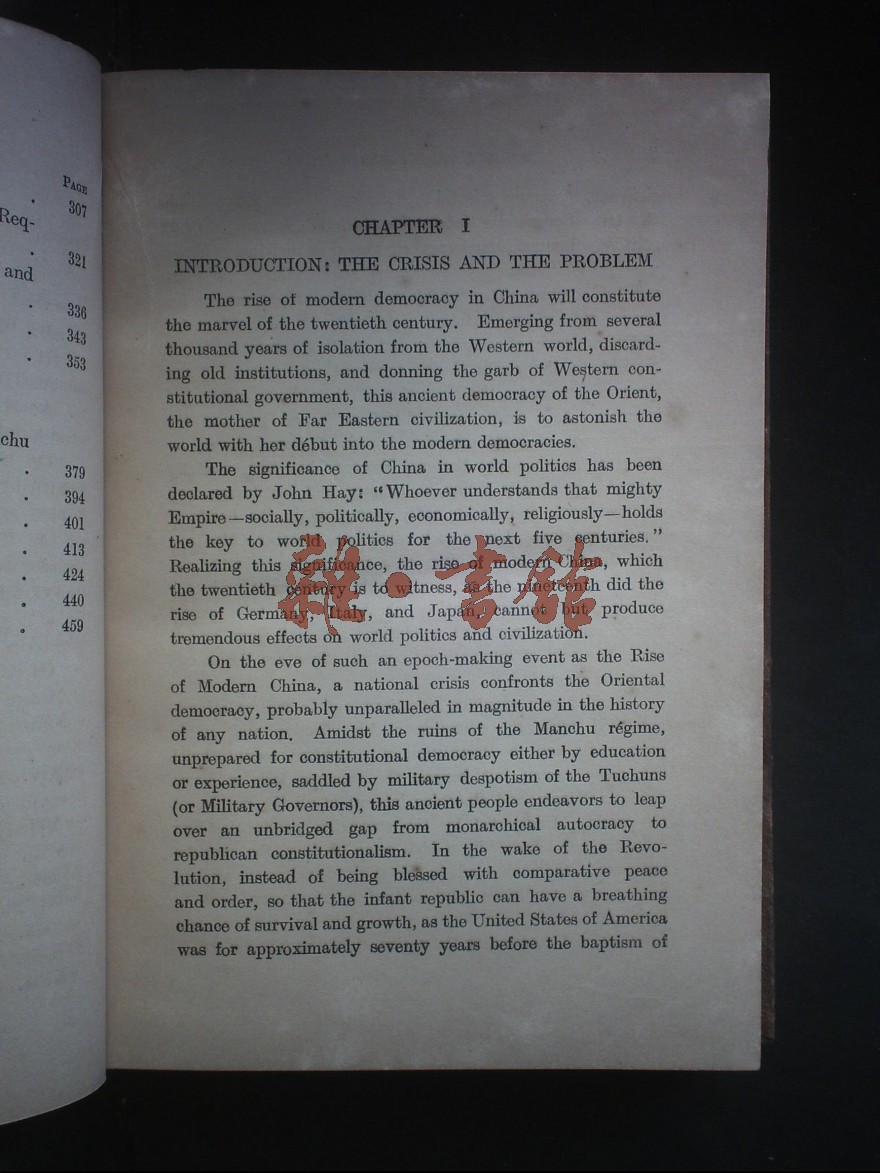 PAGE
. 307
Req-
. 321
and
. 336
. 343
. 353
chu
. 379
. 394
. 401
. 413
. 424
. 440
. 459
CHAPTER I
INTRODUCTION: THE CRISIS AND THE PROBLEM
The rise of modern democracy in China will constitute
the marvel of the twentieth century. Emerging from several
thousand years of isolation from the Western world, discard-
ing old institutions, and donning the garb of Western con-
stitutional government, this ancient democracy of the Orient,
the mother of Far Eastern civilization, is to astonish the
world with her début into the modern democracies.
The significance of China in world politics has been
declared by John Hay: "Whoever understands that mighty
Empire—socially, politically, economically, religiously—holds
the key to world politics for the next five centuries."
Realizing this significance, the rise of modern China, which
the twentieth century is to witness, as the nineteenth did the
rise of Germany, Italy, and Japan, cannot but produce
tremendous effects on world politics and civilization.
On the eve of such an epoch-making event as the Rise
of Modern China, a national crisis confronts the Oriental
democracy, probably unparalleled in magnitude in the history
of any nation. Amidst the ruins of the Manchu régime,
unprepared for constitutional democracy either by education
or experience, saddled by military despotism of the Tuchuns
(or Military Governors), this ancient people endeavors to leap
over an unbridged gap from monarchical autocracy to
republican constitutionalism. In the wake of the Revo-
lution, instead of being blessed with comparative peace
and order, so that the infant republic can have a breathing
chance of survival and growth, as the United States of America
was for approximately seventy years before the baptism of
雜·書館